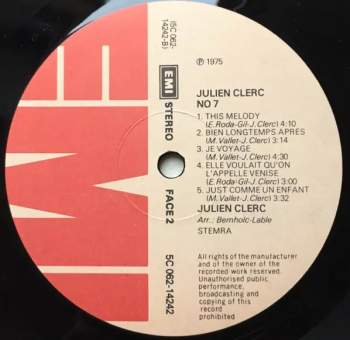 EMI
(5C 062-
14242-B)
EMI
STEREO
FACE 2
5C 062-14242
℗ 1975
JULIEN CLERC
NO 7
1. THIS MELODY
(E.Roda-Gil-J.Clerc) 4:10
2. BIEN LONGTEMPS APRÈS
(M.Vallet-J.Clerc) 3:14
3. JE VOYAGE
(M.Vallet-J.Clerc) 4:30
4. ELLE VOULAIT QU'ON
L'APPELLE VENISE
(E.Roda-Gil-J.Clerc) 3:00
5. JUST COMME UN ENFANT
(M.Vallet-J.Clerc) 3:32
JULIEN CLERC
Arr.: Bernholc-Lable
STEMRA
All rights of the manufacturer
and of the owner of the
recorded work reserved.
Unauthorised public
performance,
broadcasting and
copying of this
record
prohibited